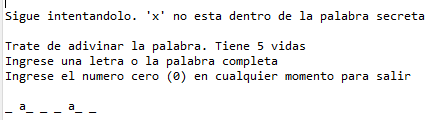 Sigue intentandolo. 'x' no esta dentro de la palabra secreta
Trate de adivinar la palabra. Tiene 5 vidas
Ingrese una letra o la palabra completa
Ingrese el numero cero (0) en cualquier momento para salir
_ a_ _ _ a_ _